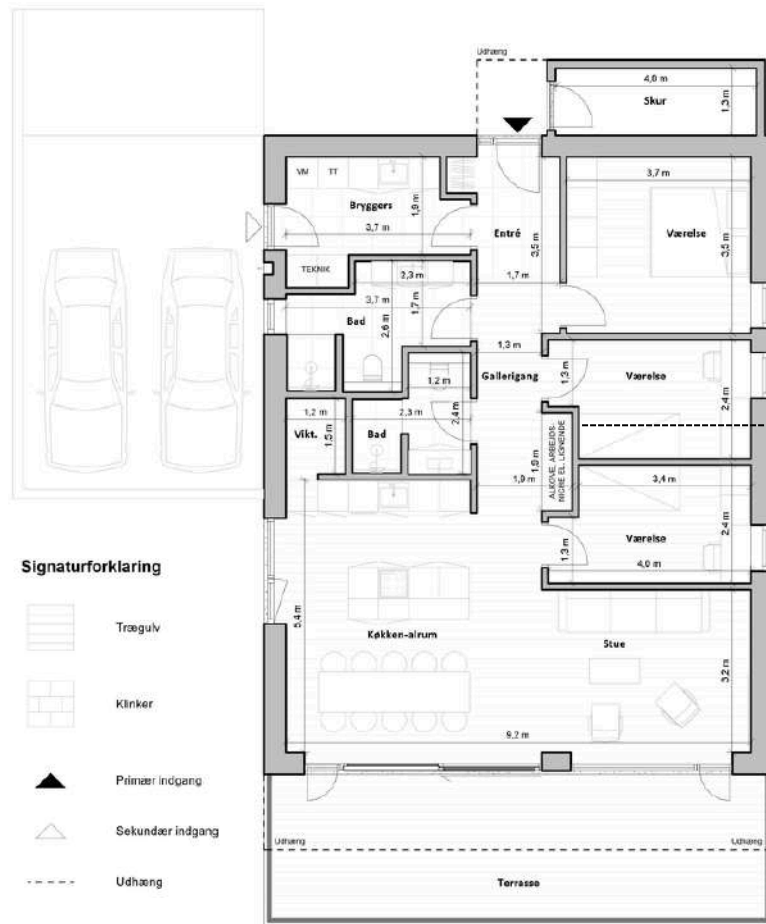 Udhæng
4,0 m
Skur
1,3 m
VM TT
Bryggers
1,9 m
3,7 m
Entré
3,5 m
3,7 m
Værelse
3,5 m
TEKNIK
2,3 m
1,7 m
3,7 m
Bad
1,7 m
2,6 m
1,3 m
Gallerigang
1,3 m
Værelse
2,4 m
1,2 m
1,2 m
2,3 m
2,4 m
Vikt.
1,5 m
Bad
ALKOVE, ARBEJDS-
NICHE EL. LIGNENDE
1,9 m
1,9 m
3,4 m
2,4 m
Værelse
1,3 m
4,0 m
5,4 m
Køkken-alrum
Stue
3,2 m
9,2 m
Udhæng
Udhæng
Terrasse
Signaturforklaring
Trægulv
Klinker
Primær indgang
Sekundær indgang
Udhæng